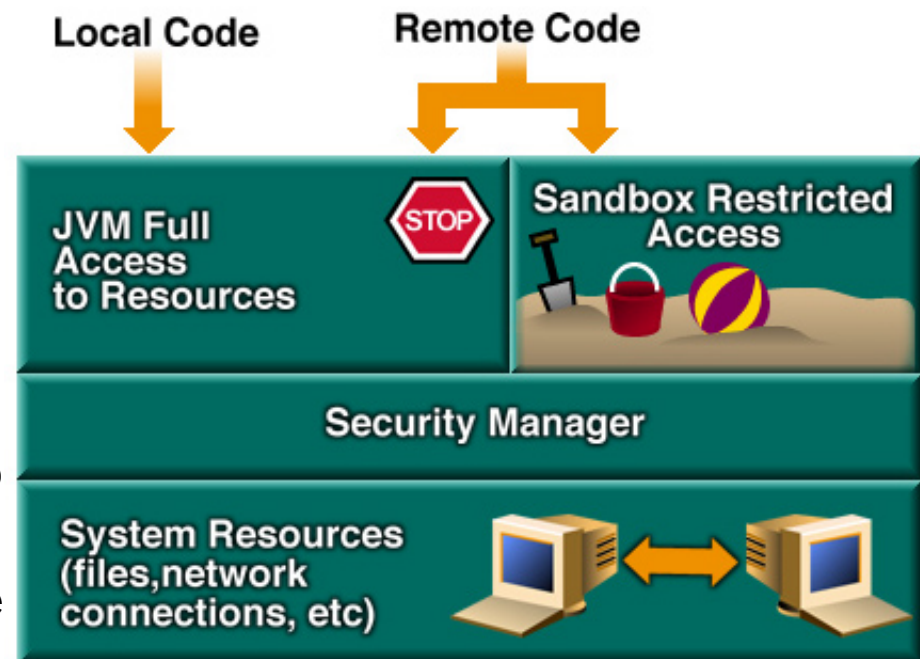 Local Code
Remote Code
JVM Full
Access
to Resources
STOP
Sandbox Restricted
Access
Security Manager
System Resources
(files,network
connections, etc)